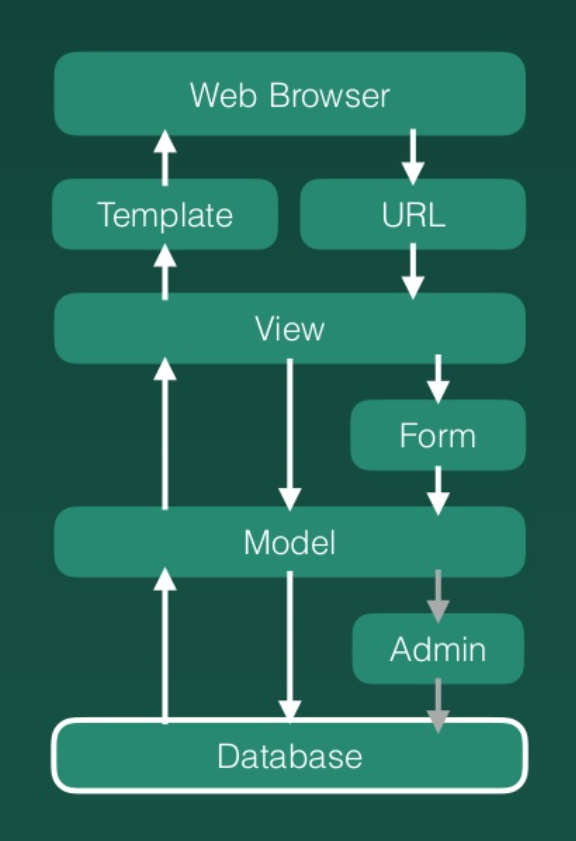 Web Browser
Template
URL
View
Form
Model
Admin
Database